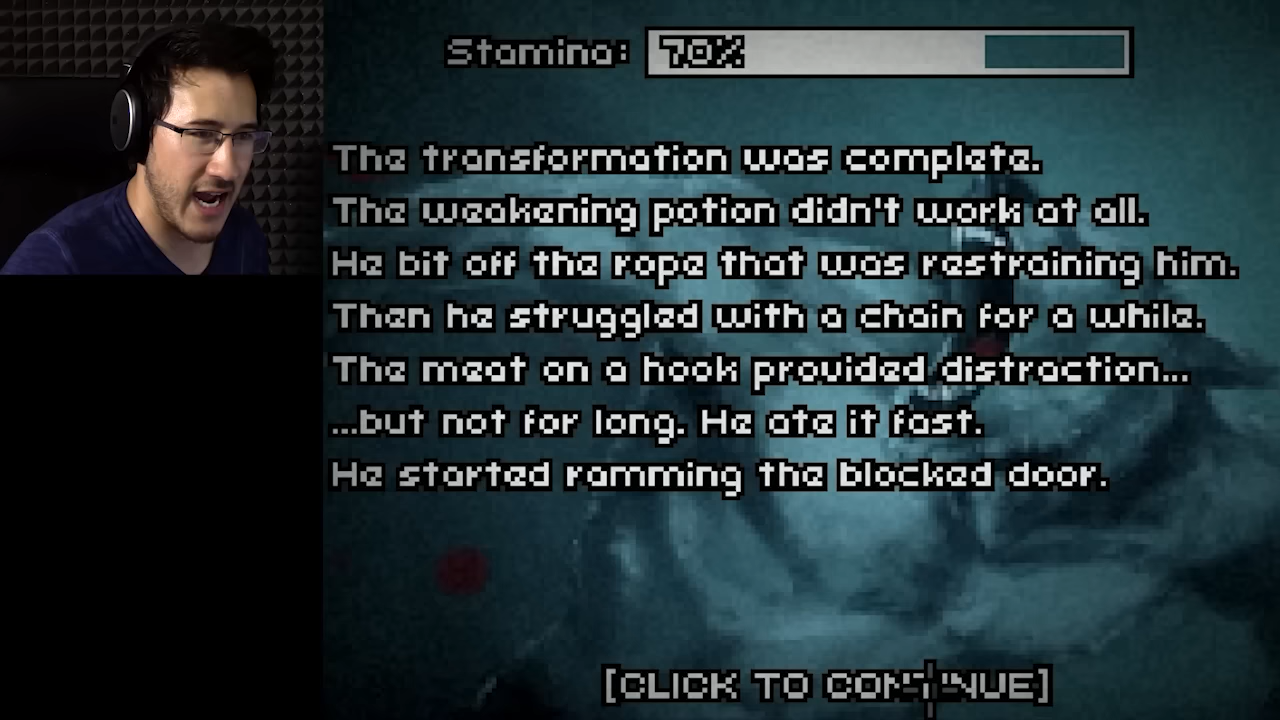 Stamina: 70%
The transformation was complete.
The weakening potion didn't work at all.
He bit off the rope that was restraining him.
Then he struggled with a chain for a while.
The meat on a hook provided distraction...
...but not for long. He ate it fast.
He started ramming the blocked door.
[CLICK TO CONTINUE]